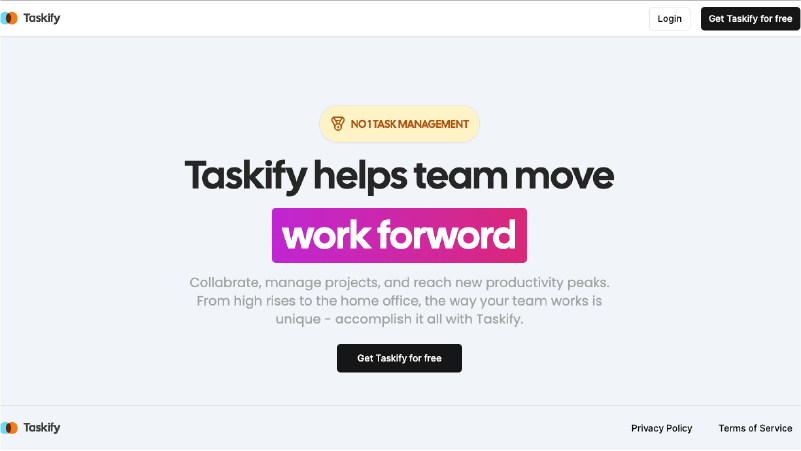 Taskify
Login
Get Taskify for free
NO 1 TASK MANAGEMENT
Taskify helps team move
work forword
Collabrate, manage projects, and reach new productivity peaks.
From high rises to the home office, the way your team works is
unique - accomplish it all with Taskify.
Get Taskify for free
Taskify
Privacy Policy
Terms of Service